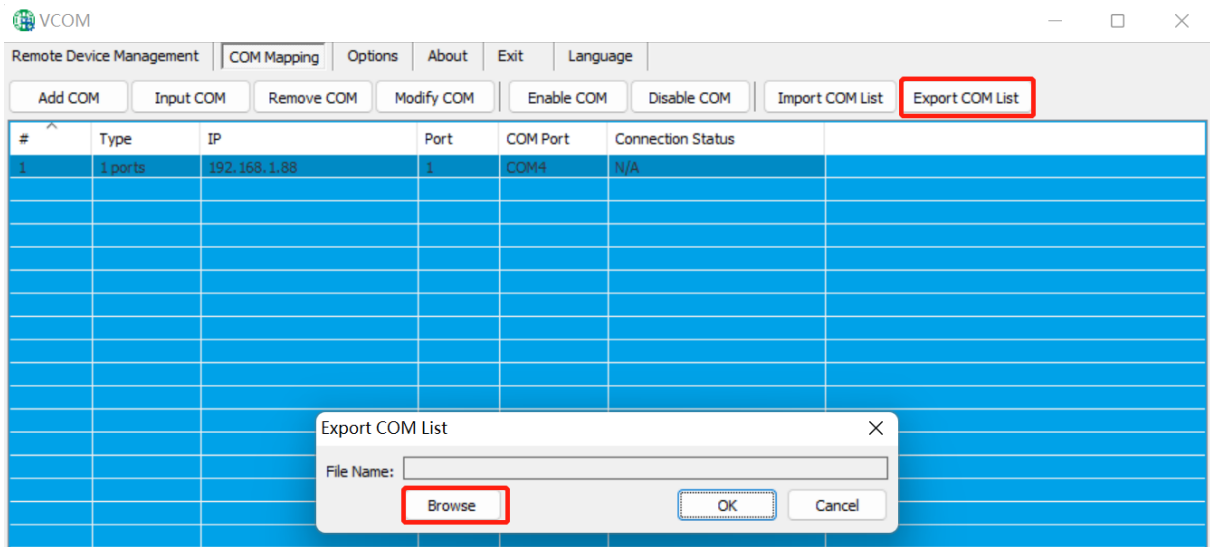 VCOM
Remote Device Management COM Mapping Options About Exit Language
Add COM Input COM Remove COM Modify COM Enable COM Disable COM Import COM List Export COM List
# Type IP Port COM Port Connection Status
1 1 ports 192.168.1.88 1 COM4 N/A
Export COM List
File Name:
Browse OK Cancel